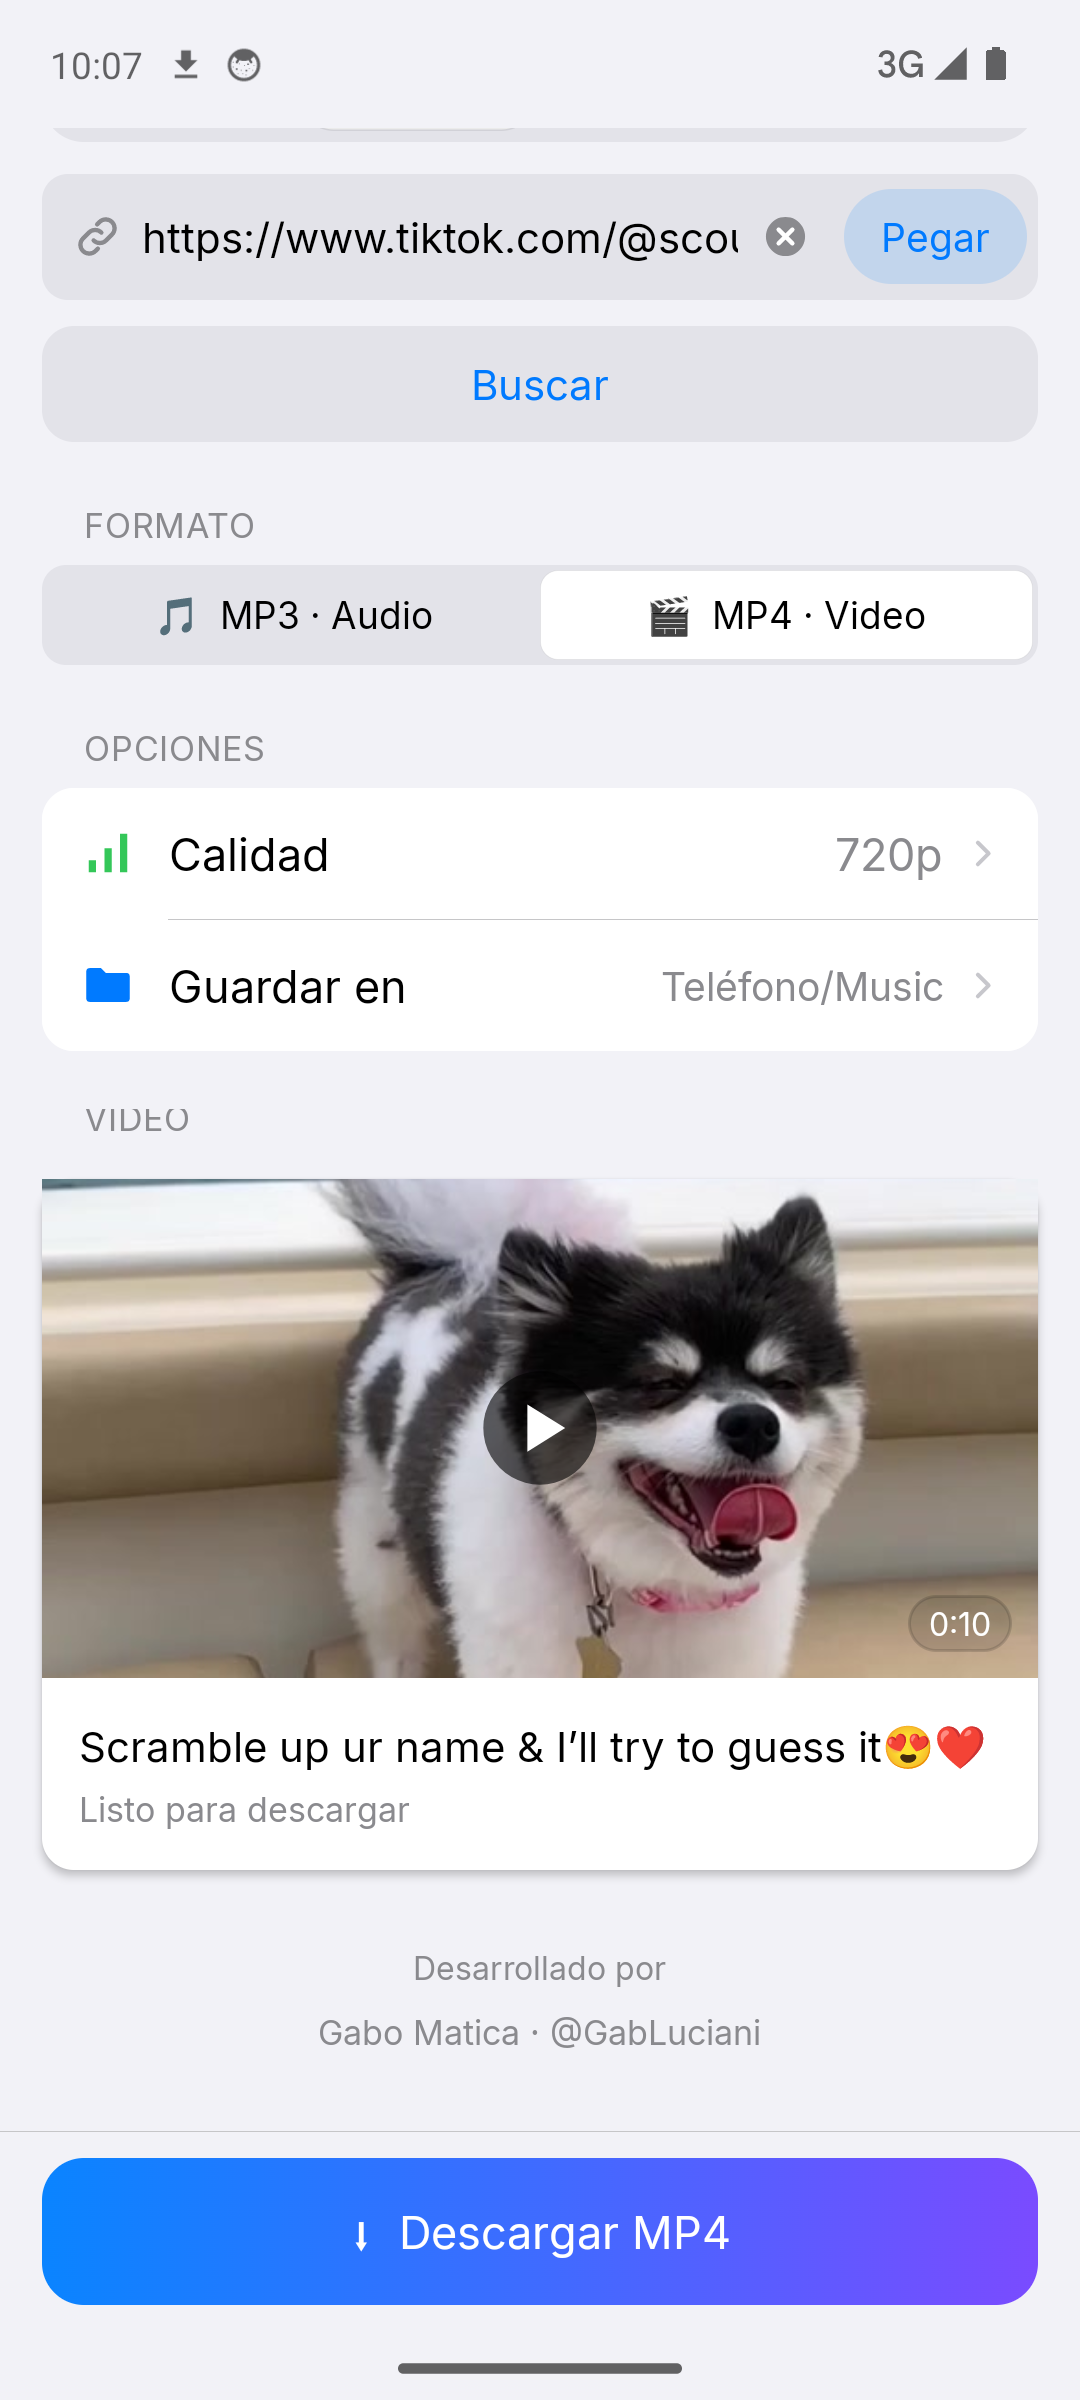 10:07
3G
https://www.tiktok.com/@scou
Pegar
Buscar
FORMATO
🎵 MP3 · Audio
🎬 MP4 · Video
OPCIONES
Calidad
720p
Guardar en
Teléfono/Music
VIDEO
0:10
Scramble up ur name & I’ll try to guess it😍❤️
Listo para descargar
Desarrollado por
Gabo Matica · @GabLuciani
Descargar MP4